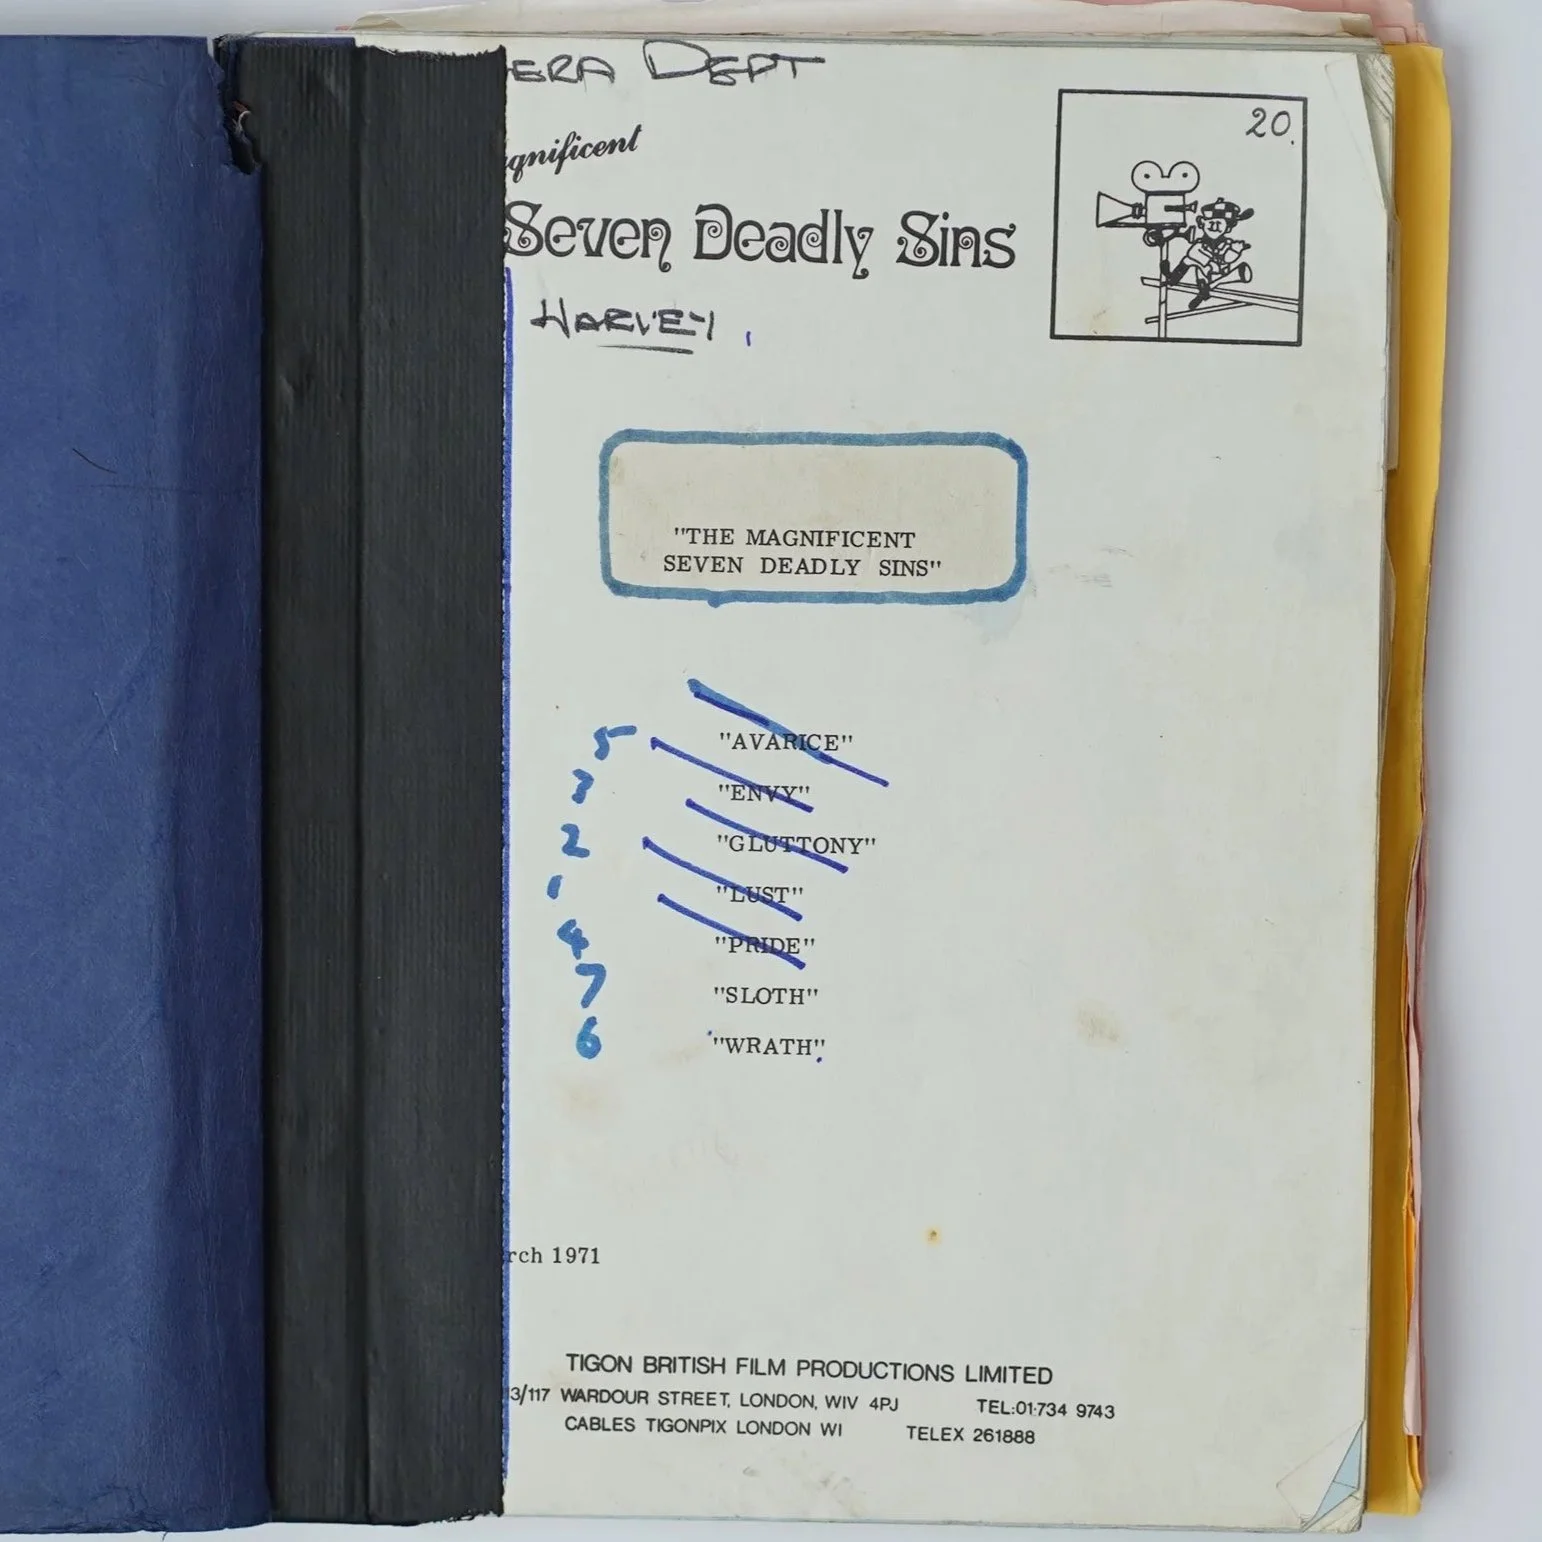 ERA DEPT
20.
gnificent
Seven Deadly Sins
HARVEY
"THE MAGNIFICENT
SEVEN DEADLY SINS"
5 "AVARICE"
3 "ENVY"
2 "GLUTTONY"
1 "LUST"
4 "PRIDE"
7 "SLOTH"
6 "WRATH"
rch 1971
TIGON BRITISH FILM PRODUCTIONS LIMITED
3/117 WARDOUR STREET, LONDON, WIV 4PJ TEL:01·734 9743
CABLES TIGONPIX LONDON WI TELEX 261888